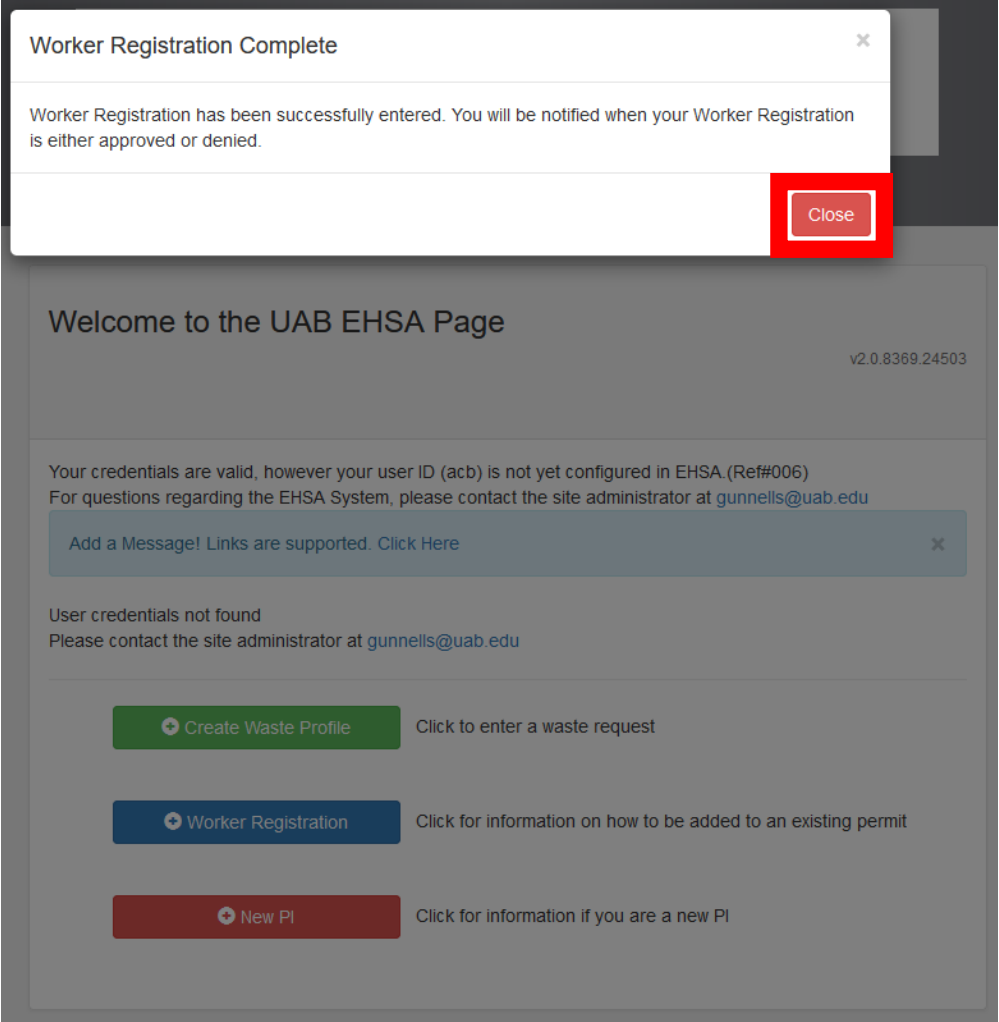 Worker Registration Complete
×
Worker Registration has been successfully entered. You will be notified when your Worker Registration
is either approved or denied.
Close
Welcome to the UAB EHSA Page
v2.0.8369.24503
Your credentials are valid, however your user ID (acb) is not yet configured in EHSA.(Ref#006)
For questions regarding the EHSA System, please contact the site administrator at gunnells@uab.edu
Add a Message! Links are supported. Click Here
×
User credentials not found
Please contact the site administrator at gunnells@uab.edu
Create Waste Profile Click to enter a waste request
Worker Registration Click for information on how to be added to an existing permit
New PI Click for information if you are a new PI